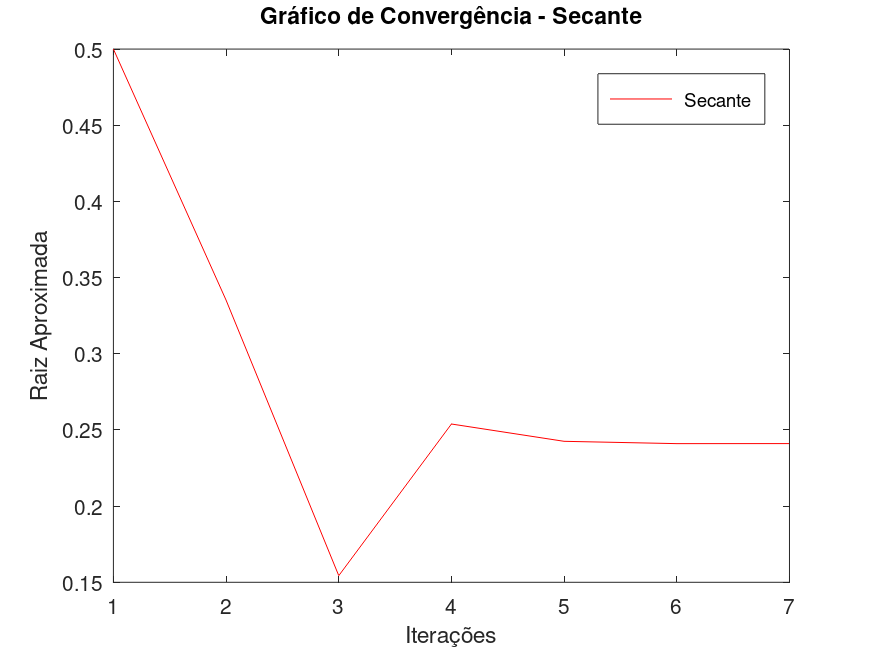 Gráfico de Convergência - Secante
Secante
0.5
0.45
0.4
0.35
0.3
0.25
0.2
0.15
Raiz Aproximada
1 2 3 4 5 6 7
Iterações